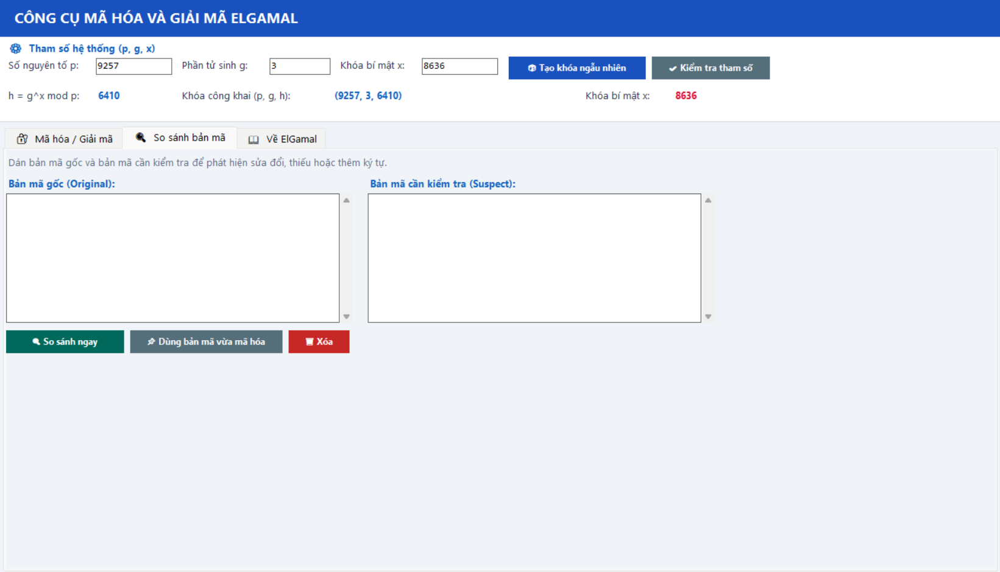 CÔNG CỤ MÃ HÓA VÀ GIẢI MÃ ELGAMAL
Tham số hệ thống (p, g, x)
Số nguyên tố p: 9257 Phần tử sinh g: 3 Khóa bí mật x: 8636 Tạo khóa ngẫu nhiên Kiểm tra tham số
h = g^x mod p: 6410 Khóa công khai (p, g, h): (9257, 3, 6410) Khóa bí mật x: 8636
Mã hóa / Giải mã So sánh bản mã Về ElGamal
Dán bản mã gốc và bản mã cần kiểm tra để phát hiện sửa đổi, thiếu hoặc thêm ký tự.
Bản mã gốc (Original): Bản mã cần kiểm tra (Suspect):
So sánh ngay Dùng bản mã vừa mã hóa Xóa